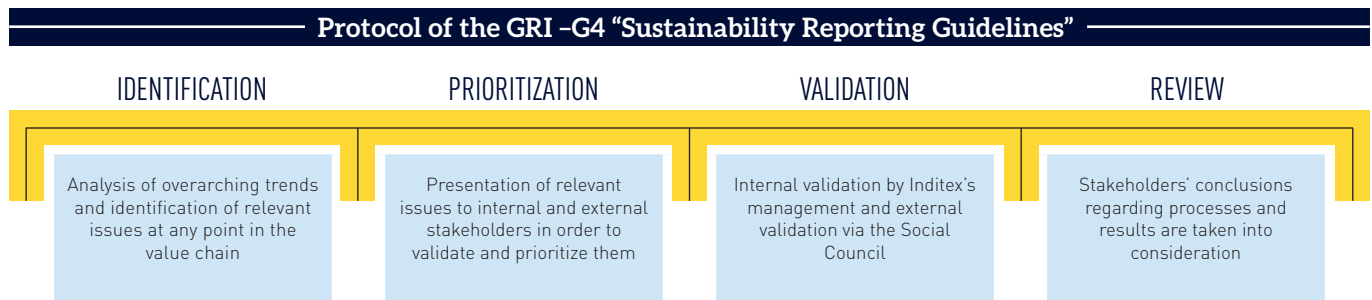 Protocol of the GRI –G4 “Sustainability Reporting Guidelines”
IDENTIFICATION
Analysis of overarching trends
and identification of relevant
issues at any point in the
value chain
PRIORITIZATION
Presentation of relevant
issues to internal and external
stakeholders in order to
validate and prioritize them
VALIDATION
Internal validation by Inditex’s
management and external
validation via the Social
Council
REVIEW
Stakeholders’ conclusions
regarding processes and
results are taken into
consideration